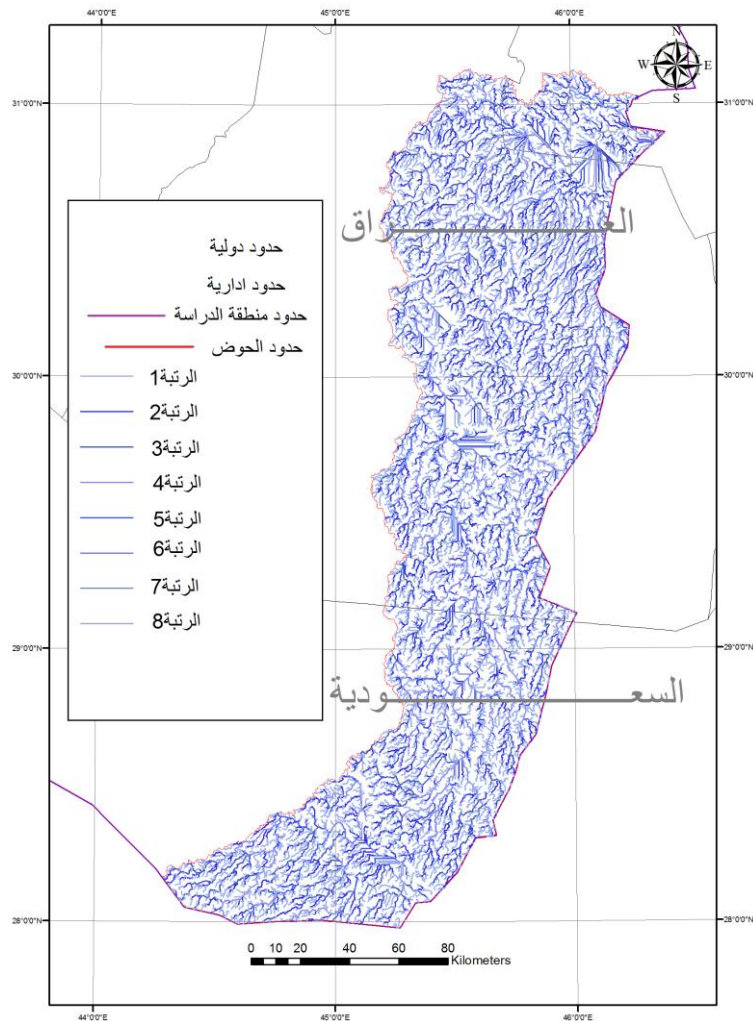 44°0'0"E 45°0'0"E 46°0'0"E
N
W E
S
31°0'0"N 31°0'0"N
العراق
حدود دولية
حدود ادارية
حدود منطقة الدراسة
حدود الحوض
الرتبة1
الرتبة2
الرتبة3
الرتبة4
الرتبة5
الرتبة6
الرتبة7
الرتبة8
30°0'0"N 30°0'0"N
29°0'0"N 29°0'0"N
السعودية
28°0'0"N 28°0'0"N
0 10 20 40 60 80
Kilometers
44°0'0"E 45°0'0"E 46°0'0"E